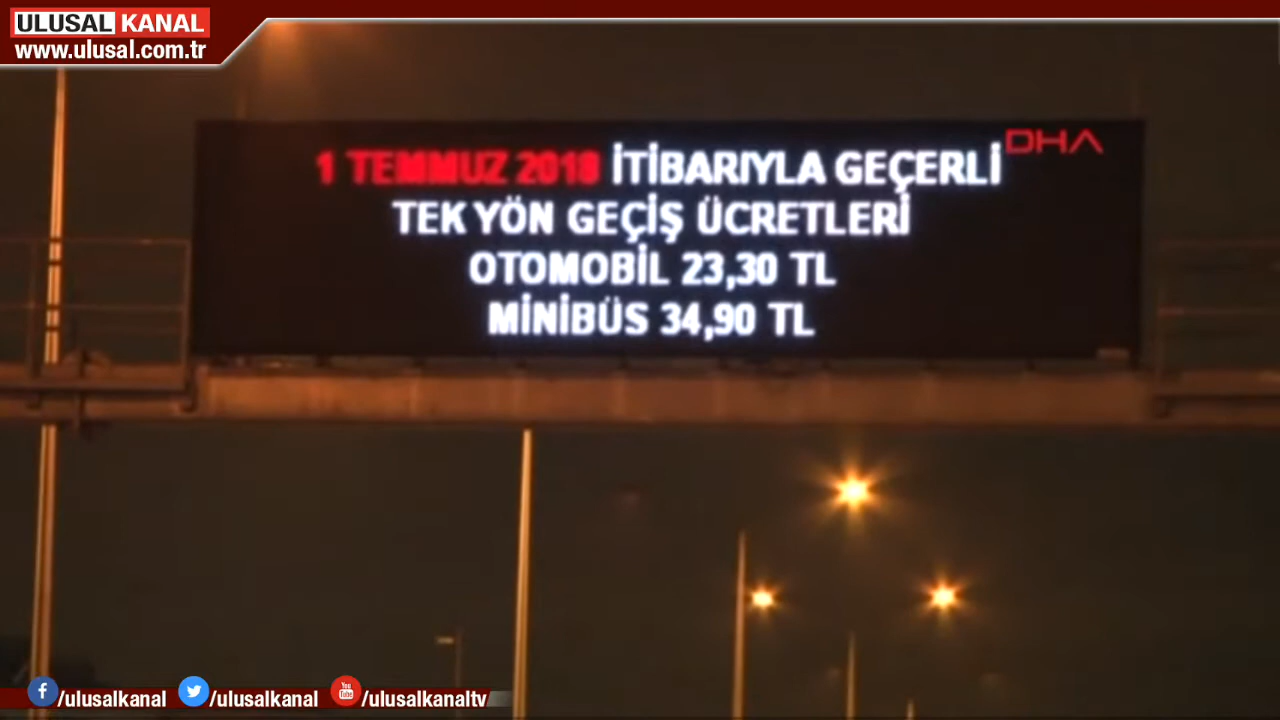 ULUSAL KANAL
www.ulusal.com.tr
DHA
1 TEMMUZ 2018 İTİBARIYLA GEÇERLİ
TEK YÖN GEÇİŞ ÜCRETLERİ
OTOMOBİL 23,30 TL
MİNİBÜS 34,90 TL
/ulusalkanal /ulusalkanal /ulusalkanaltv